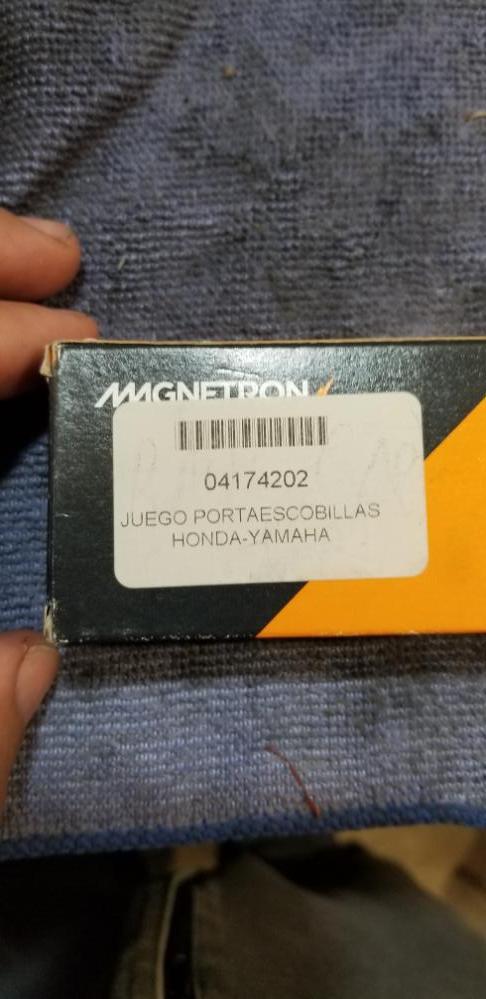 MAGNETRON
04174202
JUEGO PORTAESCOBILLAS
HONDA-YAMAHA